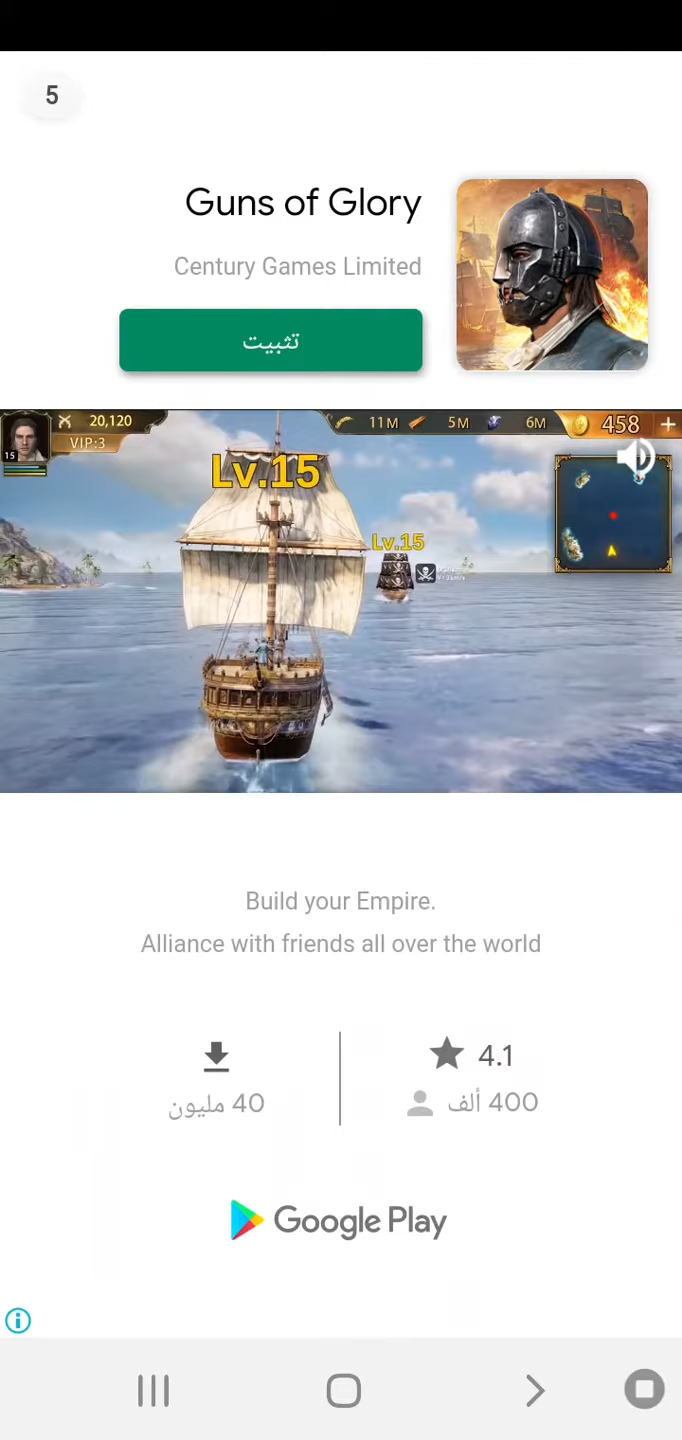 5
Guns of Glory
Century Games Limited
تثبيت
20,120
11M
5M
6M
458 +
VIP:3
15
Lv.15
Lv.15
Build your Empire.
Alliance with friends all over the world
4.1
40 مليون
400 ألف
Google Play